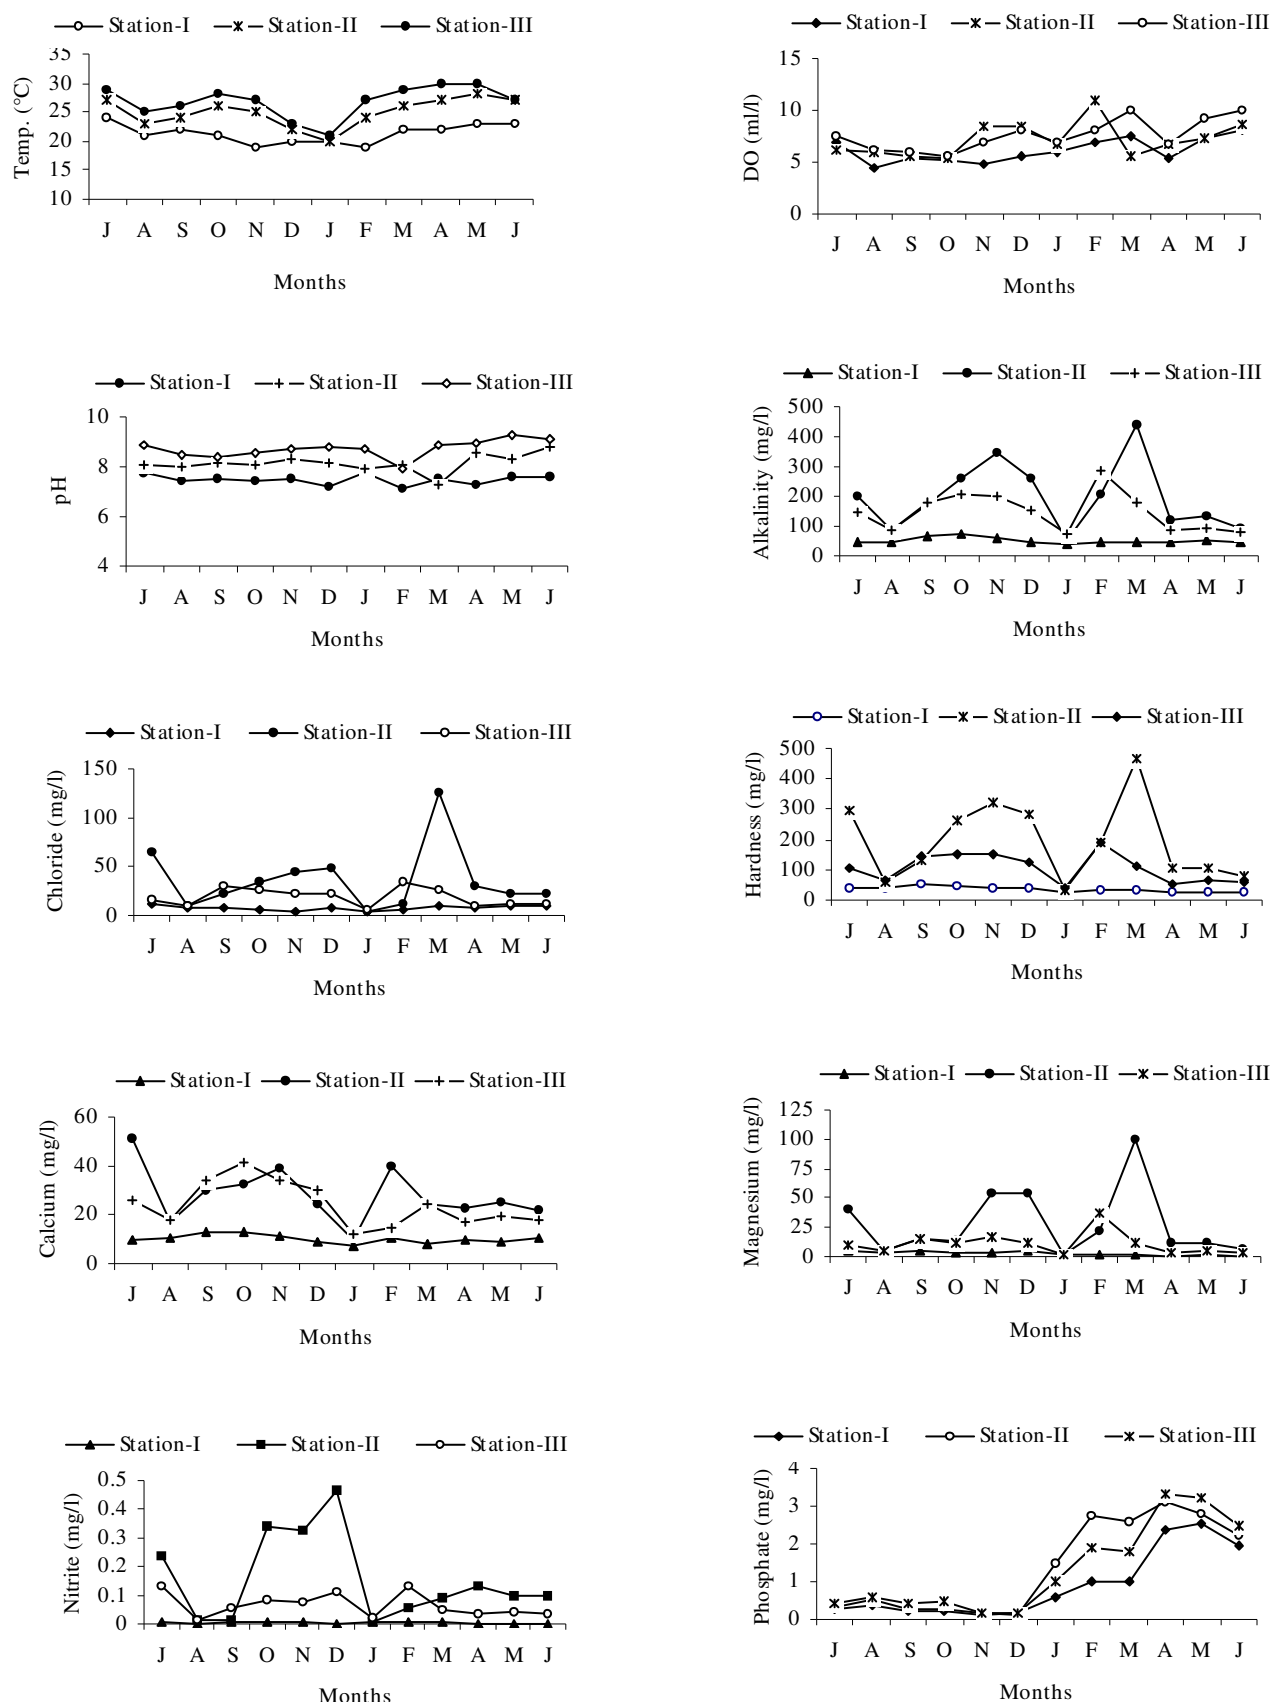 Station-I Station-II Station-III
35
30
25
20
15
10
Temp. (°C)
J A S O N D J F M A M J
Months
Station-I Station-II Station-III
15
10
5
0
DO (ml/l)
J A S O N D J F M A M J
Months
Station-I Station-II Station-III
10
8
6
4
pH
J A S O N D J F M A M J
Months
Station-I Station-II Station-III
500
400
300
200
100
0
Alkalinity (mg/l)
J A S O N D J F M A M J
Months
Station-I Station-II Station-III
150
100
50
0
Chloride (mg/l)
J A S O N D J F M A M J
Months
Station-I Station-II Station-III
500
400
300
200
100
0
Hardness (mg/l)
J A S O N D J F M A M J
Months
Station-I Station-II Station-III
60
40
20
0
Calcium (mg/l)
J A S O N D J F M A M J
Months
Station-I Station-II Station-III
125
100
75
50
25
0
Magnesium (mg/l)
J A S O N D J F M A M J
Months
Station-I Station-II Station-III
0.5
0.4
0.3
0.2
0.1
0
Nitrite (mg/l)
J A S O N D J F M A M J
Months
Station-I Station-II Station-III
4
3
2
1
0
Phosphate (mg/l)
J A S O N D J F M A M J
Months